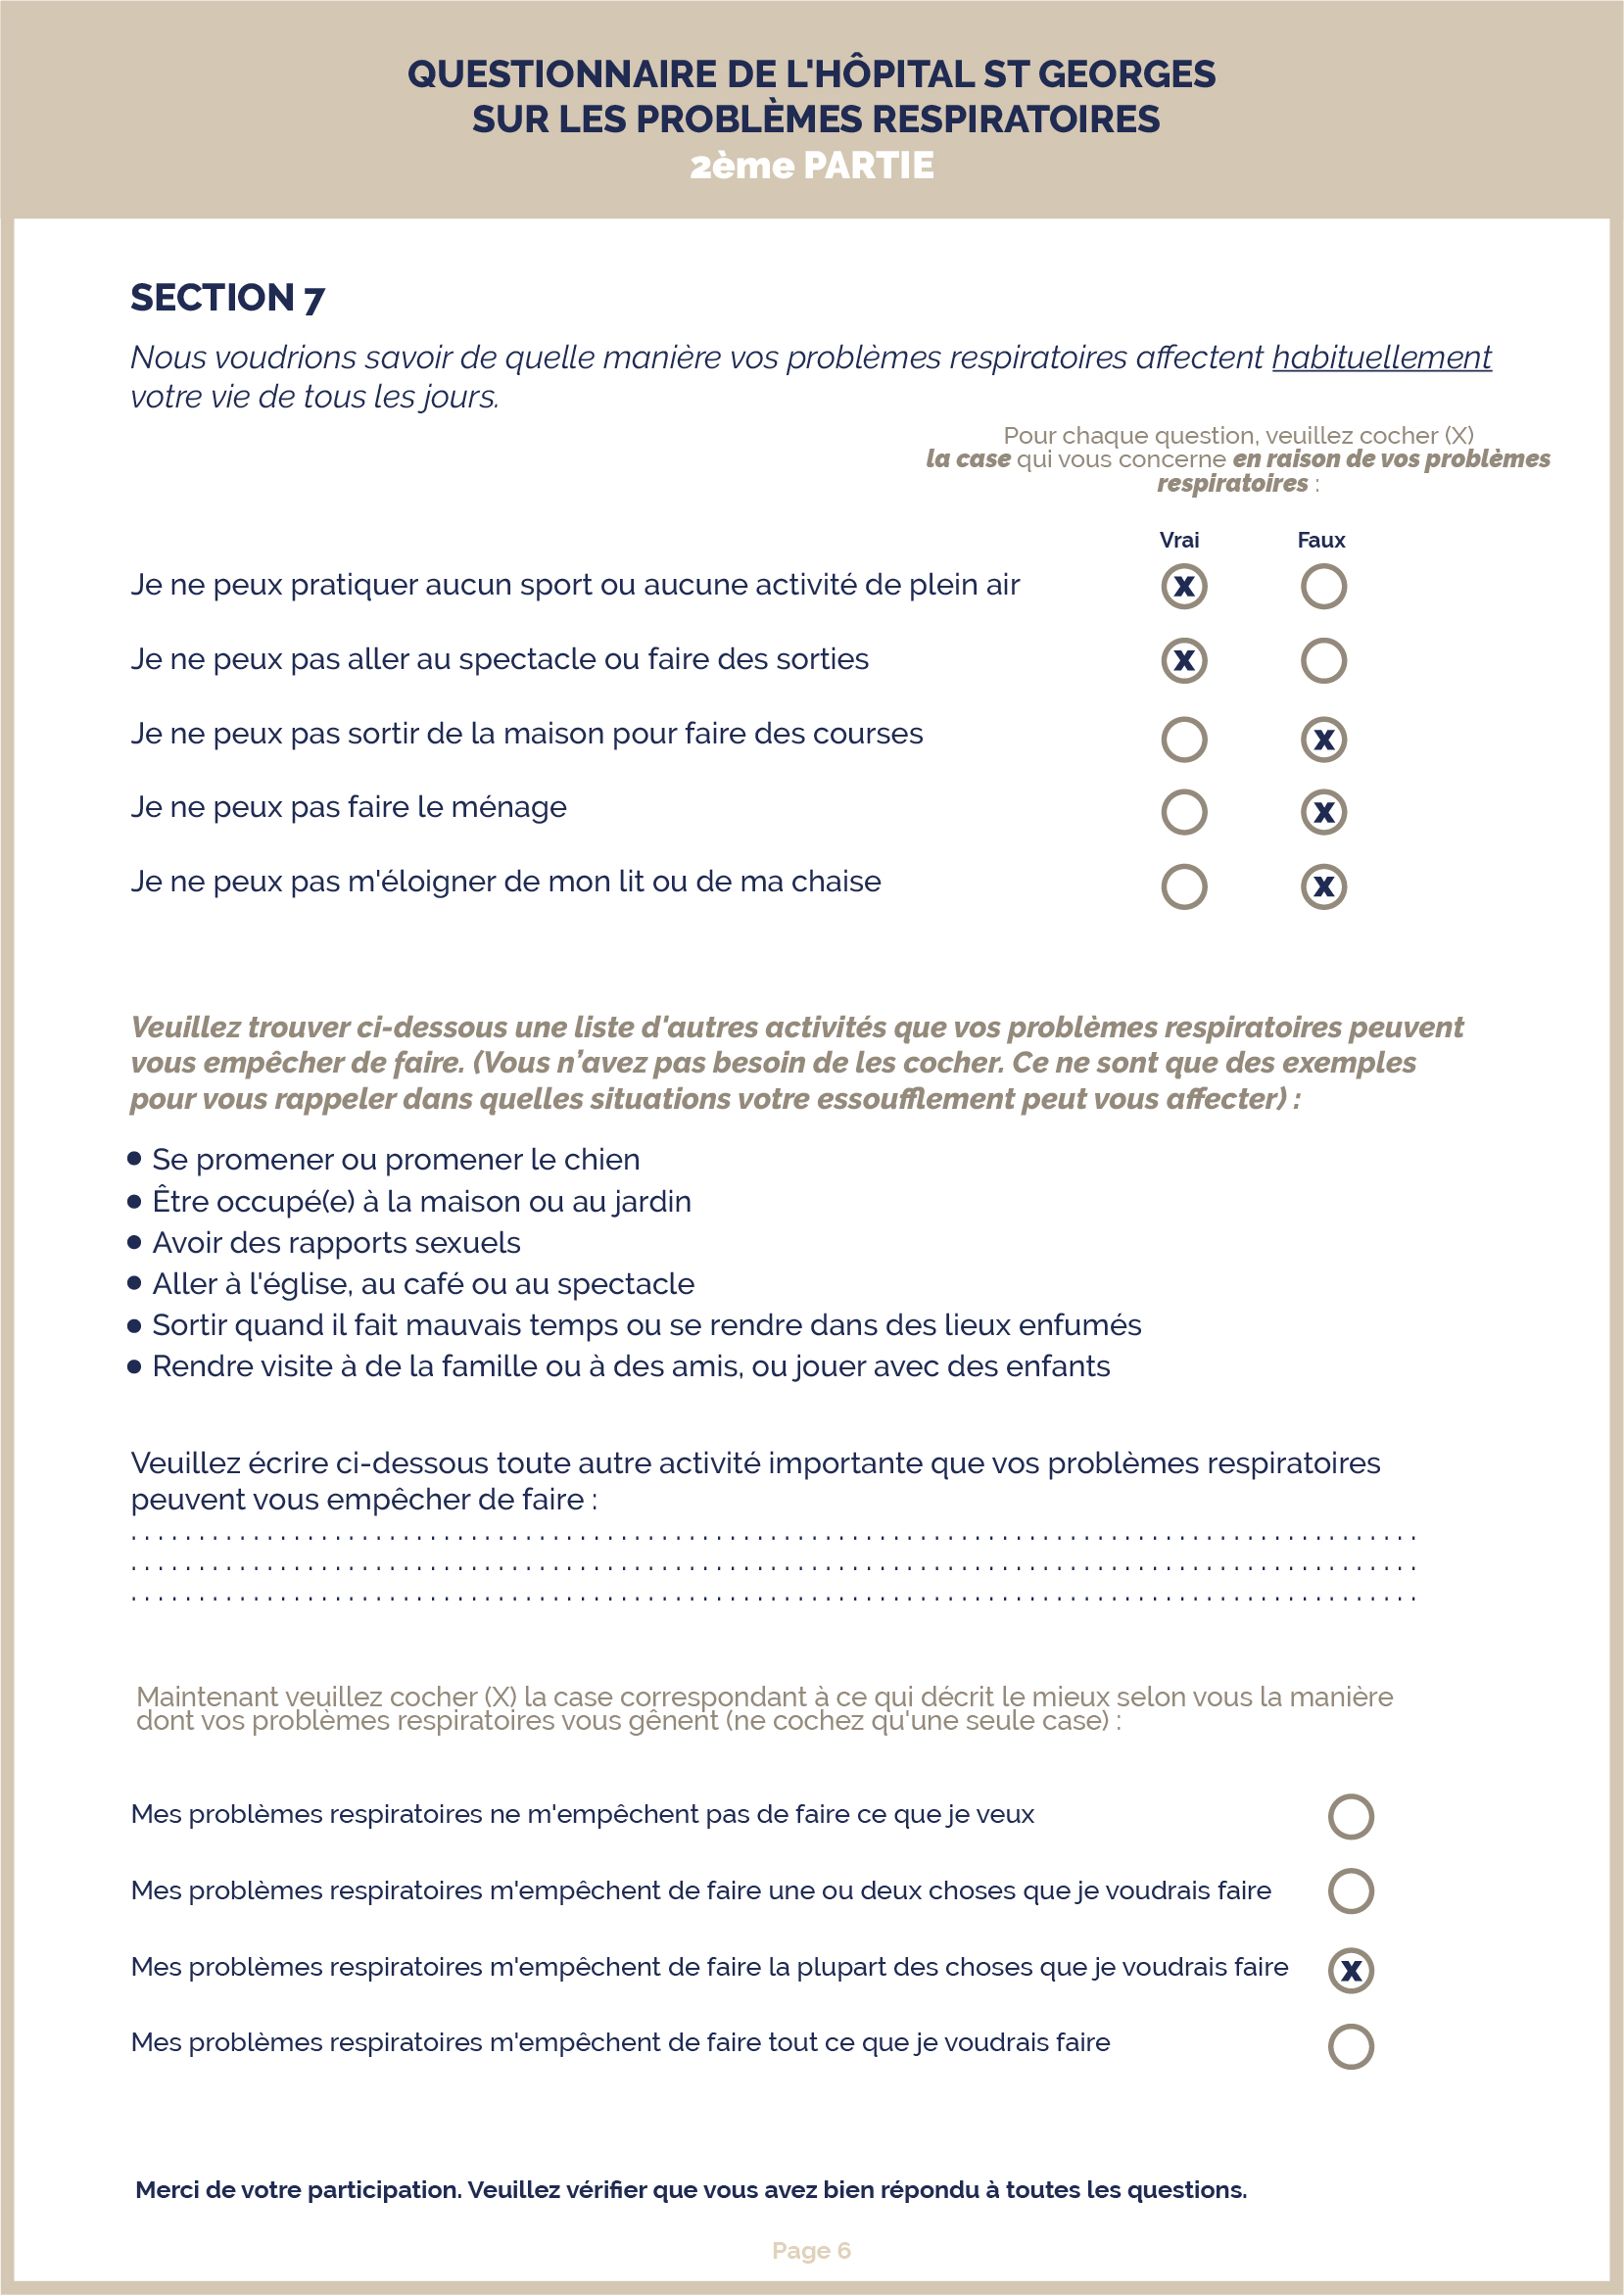 QUESTIONNAIRE DE L'HÔPITAL ST GEORGES
SUR LES PROBLÈMES RESPIRATOIRES
2ème PARTIE
SECTION 7
Nous voudrions savoir de quelle manière vos problèmes respiratoires affectent habituellement
votre vie de tous les jours.
Pour chaque question, veuillez cocher (X)
la case qui vous concerne en raison de vos problèmes
respiratoires :
Vrai Faux
Je ne peux pratiquer aucun sport ou aucune activité de plein air X
Je ne peux pas aller au spectacle ou faire des sorties X
Je ne peux pas sortir de la maison pour faire des courses X
Je ne peux pas faire le ménage X
Je ne peux pas m'éloigner de mon lit ou de ma chaise X
Veuillez trouver ci-dessous une liste d'autres activités que vos problèmes respiratoires peuvent
vous empêcher de faire. (Vous n’avez pas besoin de les cocher. Ce ne sont que des exemples
pour vous rappeler dans quelles situations votre essoufflement peut vous affecter) :
• Se promener ou promener le chien
• Être occupé(e) à la maison ou au jardin
• Avoir des rapports sexuels
• Aller à l'église, au café ou au spectacle
• Sortir quand il fait mauvais temps ou se rendre dans des lieux enfumés
• Rendre visite à de la famille ou à des amis, ou jouer avec des enfants
Veuillez écrire ci-dessous toute autre activité importante que vos problèmes respiratoires
peuvent vous empêcher de faire :
Maintenant veuillez cocher (X) la case correspondant à ce qui décrit le mieux selon vous la manière
dont vos problèmes respiratoires vous gênent (ne cochez qu'une seule case) :
Mes problèmes respiratoires ne m'empêchent pas de faire ce que je veux
Mes problèmes respiratoires m'empêchent de faire une ou deux choses que je voudrais faire
Mes problèmes respiratoires m'empêchent de faire la plupart des choses que je voudrais faire X
Mes problèmes respiratoires m'empêchent de faire tout ce que je voudrais faire
Merci de votre participation. Veuillez vérifier que vous avez bien répondu à toutes les questions.
Page 6